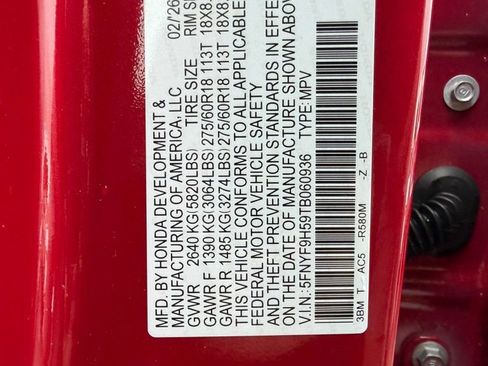 MFD. BY HONDA DEVELOPMENT & 02/'26
MANUFACTURING OF AMERICA, LLC
GVWR 2640 KG(5820LBS) TIRE SIZE RIM
GAWR F 1390 KG(3064LBS) 275/60R18 113T 18X8.
GAWR R 1485 KG(3274LBS) 275/60R18 113T 18X8.
THIS VEHICLE CONFORMS TO ALL APPLICABLE
FEDERAL MOTOR VEHICLE SAFETY
AND THEFT PREVENTION STANDARDS IN EFFE
ON THE DATE OF MANUFACTURE SHOWN ABOV
V.I.N.: 5FNYF9H50TB060936 TYPE: MPV
3BM T AC5 -R580M -Z -B